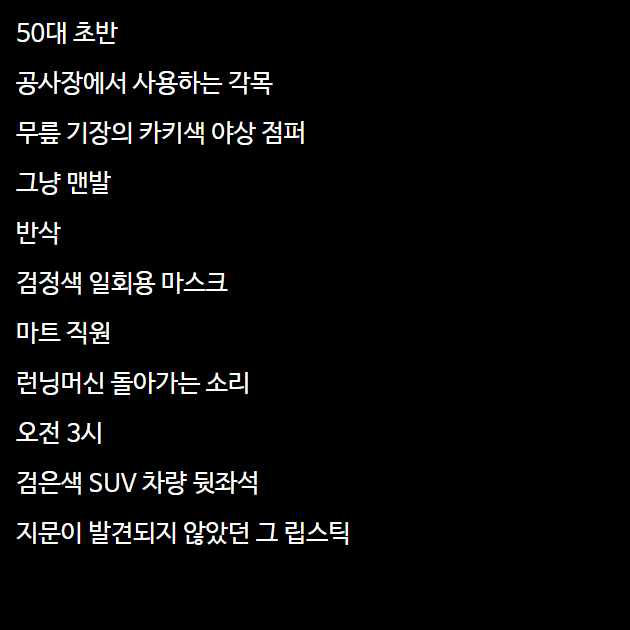 50대 초반
공사장에서 사용하는 각목
무릎 기장의 카키색 야상 점퍼
그냥 맨발
반삭
검정색 일회용 마스크
마트 직원
런닝머신 돌아가는 소리
오전 3시
검은색 SUV 차량 뒷좌석
지문이 발견되지 않았던 그 립스틱